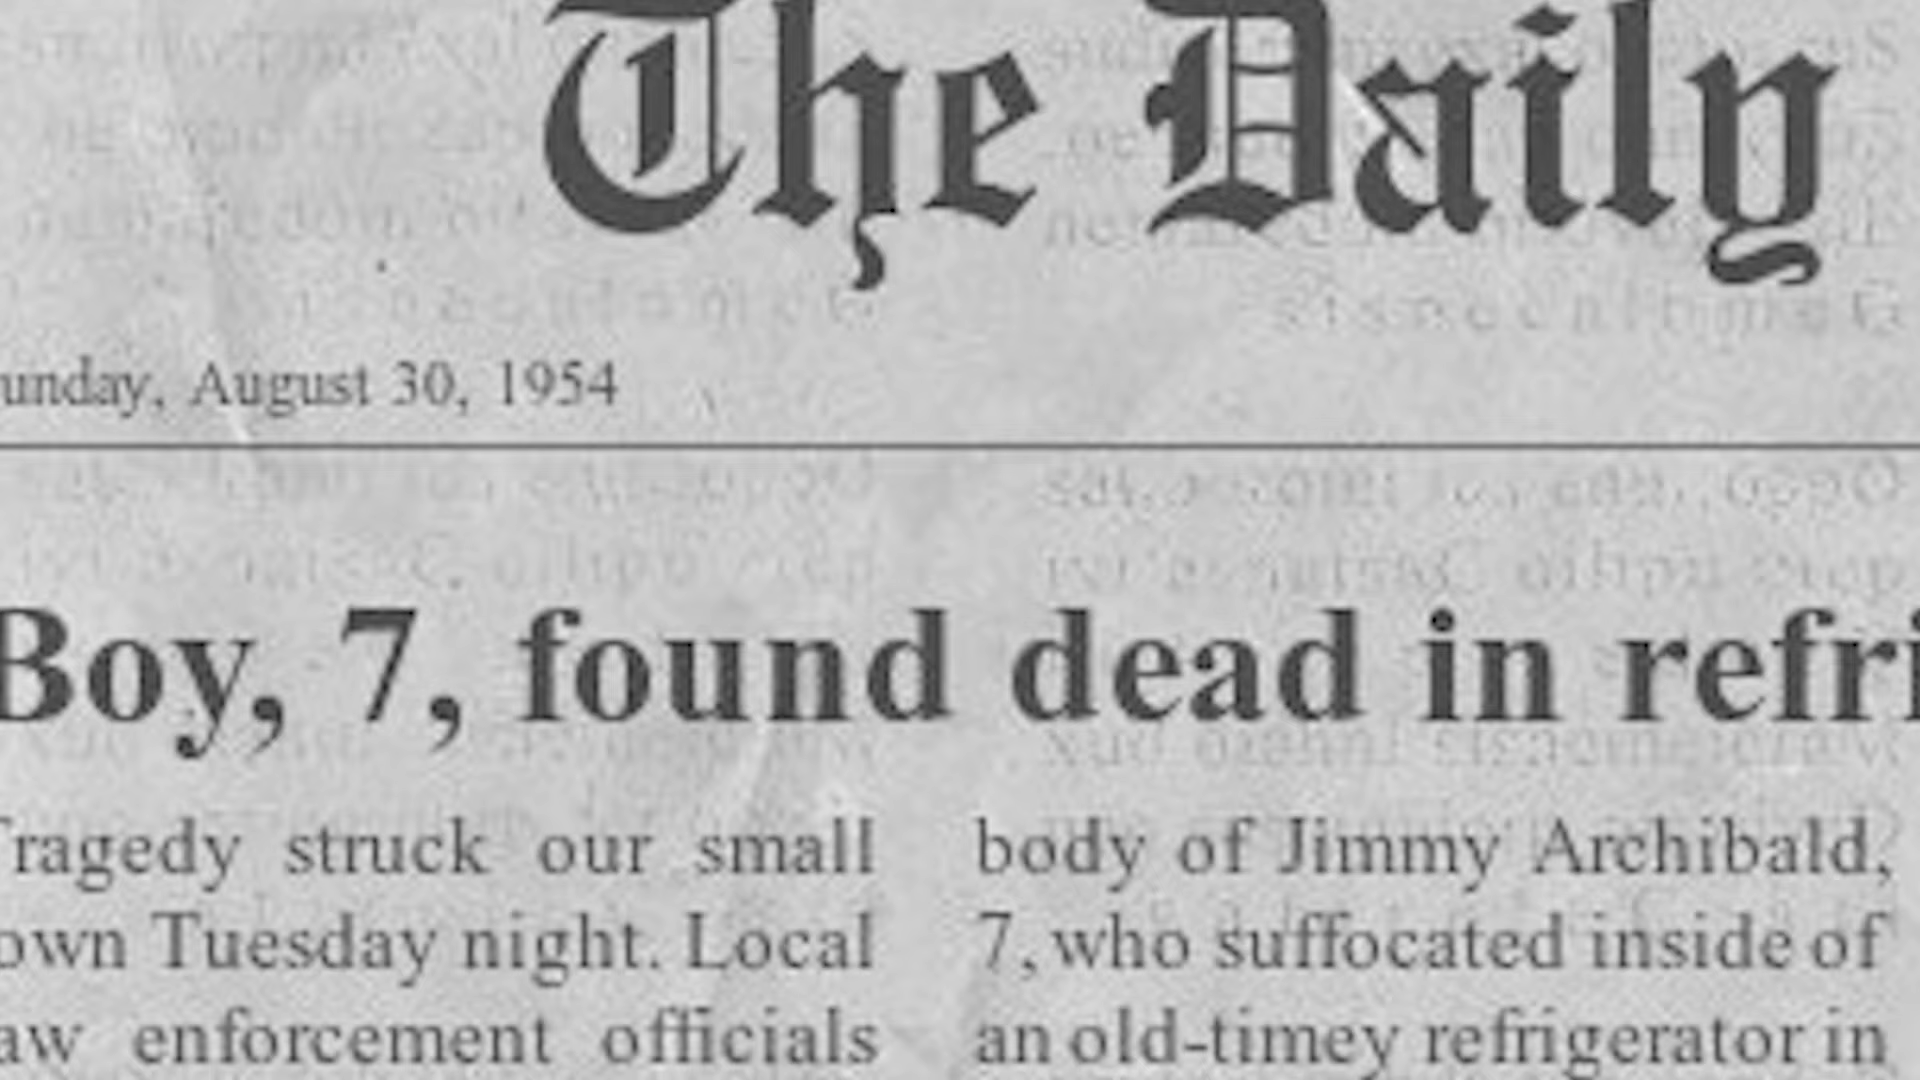 The Daily
unday, August 30, 1954
Boy, 7, found dead in refri
Tragedy struck our small
own Tuesday night. Local
aw enforcement officials
body of Jimmy Archibald,
7, who suffocated inside of
an old-timey refrigerator in